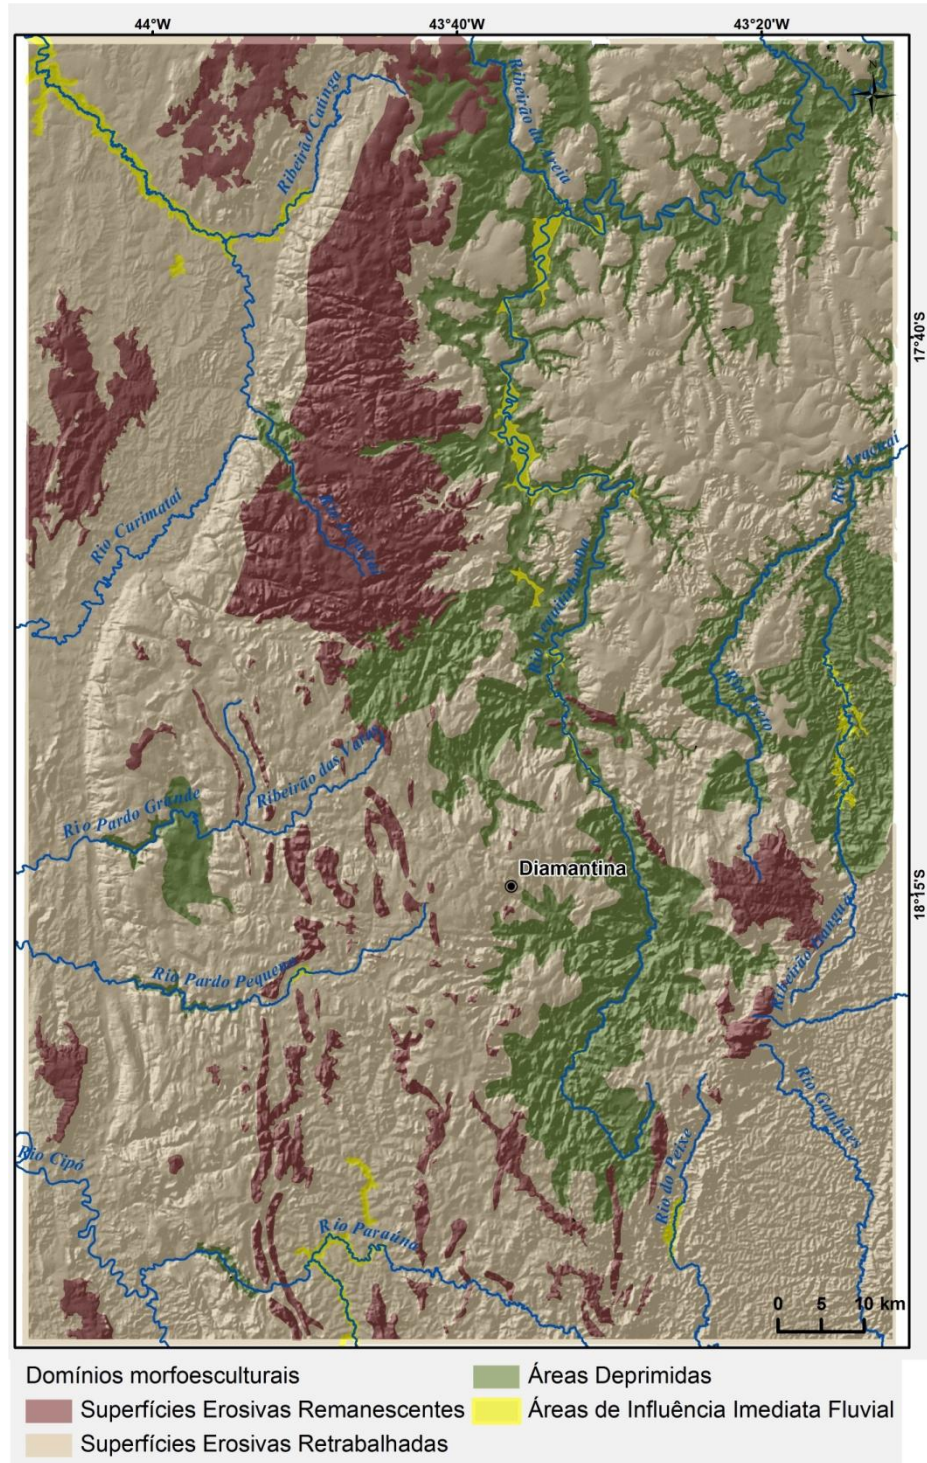 44°W
43°40'W
43°20'W
N
Ribeirão da Areia
Ribeirão Caatinga
17°40'S
Rio Araçuaí
Rio Curimataí
Rio Jequitinhonha
Rio Preto
Ribeirão das Varas
Rio Pardo Grande
Diamantina
18°15'S
Rio Pardo Pequeno
Rio Guanhães
Rio do Peixe
Rio Cipó
Rio Paraúna
0 5 10 km
Domínios morfoesculturais
Superfícies Erosivas Remanescentes
Superfícies Erosivas Retrabalhadas
Áreas Deprimidas
Áreas de Influência Imediata Fluvial